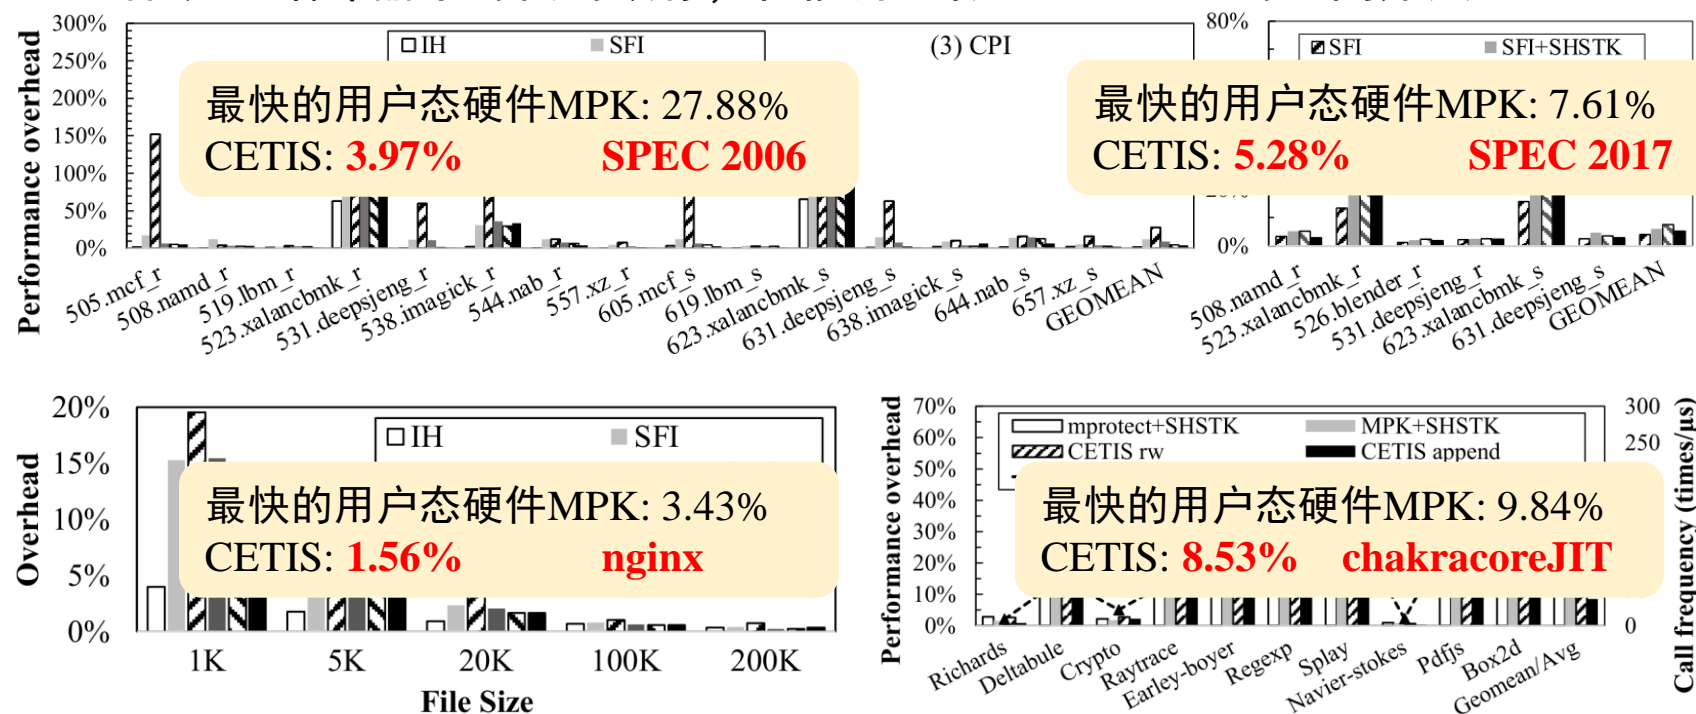 300%
250%
200%
150%
100%
50%
0%
Performance overhead
IH
SFI
(3) CPI
最快的用户态硬件MPK: 27.88%
CETIS: 3.97% SPEC 2006
505.mcf_r
508.namd_r
519.lbm_r
523.xalancbmk_r
531.deepsjeng_r
538.imagick_r
544.nab_r
557.xz_r
605.mcf_s
619.lbm_s
623.xalancbmk_s
631.deepsjeng_s
638.imagick_s
644.nab_s
657.xz_s
GEOMEAN
80%
0%
SFI
SFI+SHSTK
最快的用户态硬件MPK: 7.61%
CETIS: 5.28% SPEC 2017
508.namd_r
523.xalancbmk_r
526.blender_r
531.deepsjeng_r
623.xalancbmk_s
631.deepsjeng_s
GEOMEAN
20%
15%
10%
5%
0%
Overhead
IH
SFI
最快的用户态硬件MPK: 3.43%
CETIS: 1.56% nginx
1K
5K
20K
100K
200K
File Size
70%
60%
50%
40%
30%
20%
10%
0%
Performance overhead
mprotect+SHSTK
MPK+SHSTK
CETIS rw
CETIS append
最快的用户态硬件MPK: 9.84%
CETIS: 8.53% chakracoreJIT
300
250
0
Call frequency (times/μs)
Richards
Deltabule
Crypto
Raytrace
Earley-boyer
Regexp
Splay
Navier-stokes
Pdfjs
Box2d
Geomean/Avg